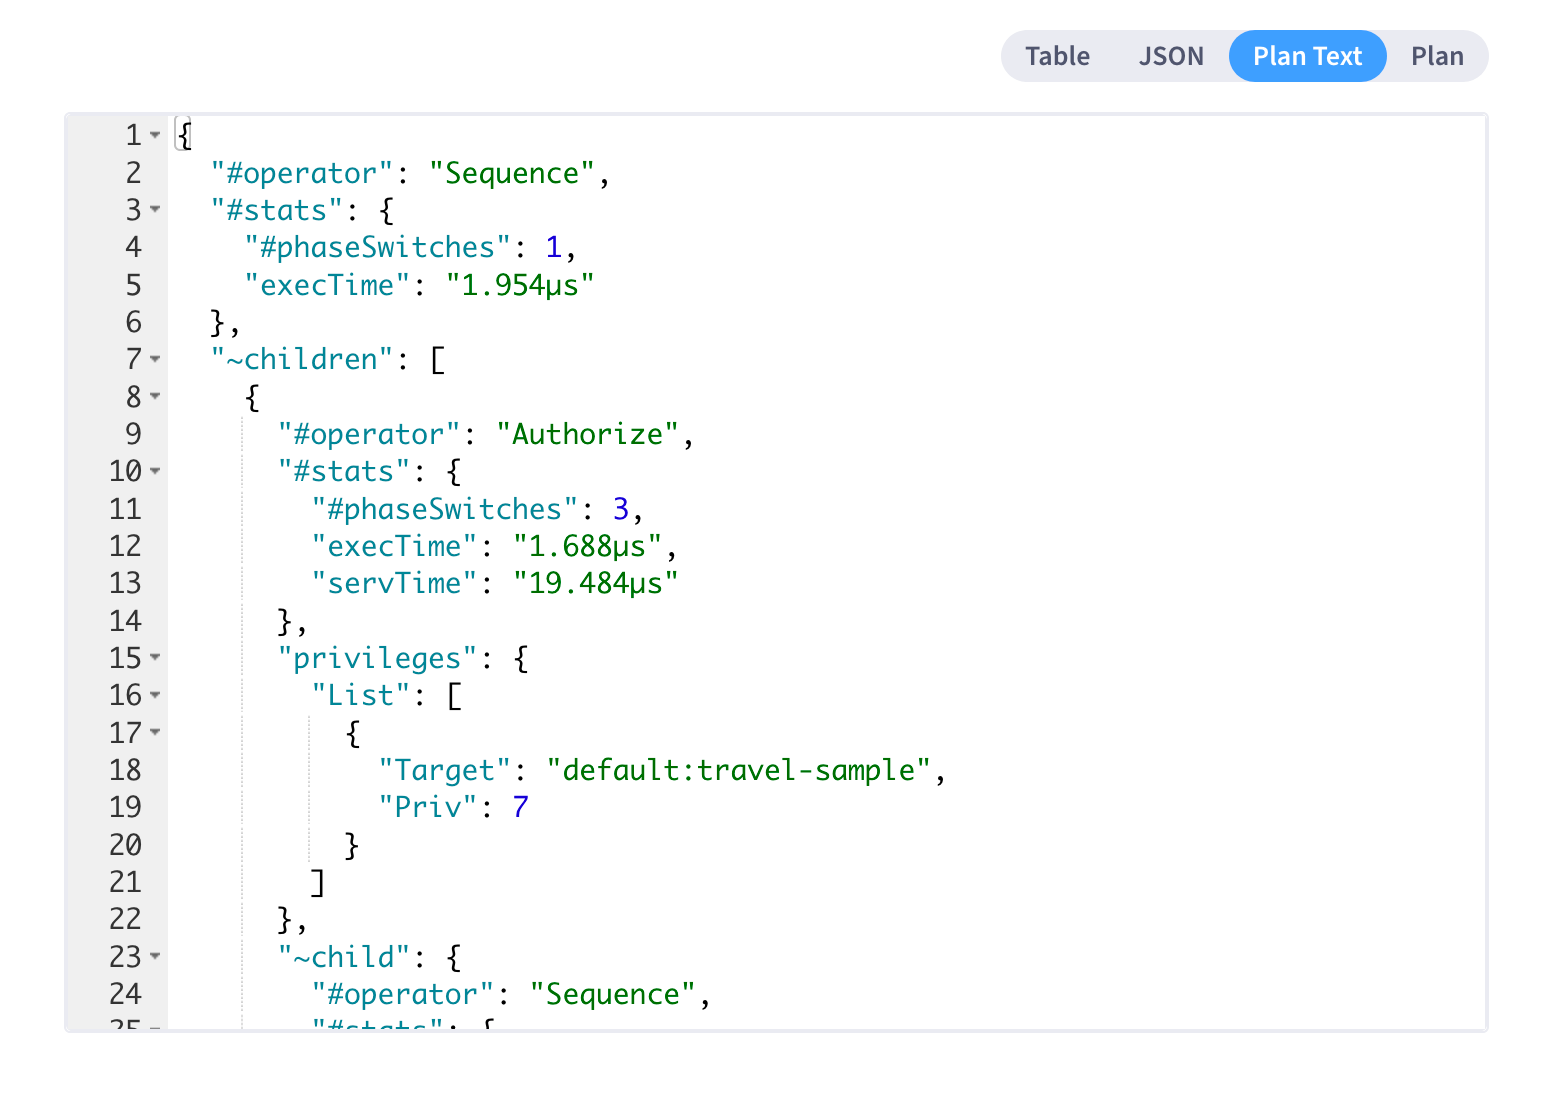 Table JSON Plan Text Plan
1 {
2 "#operator": "Sequence",
3 "#stats": {
4 "#phaseSwitches": 1,
5 "execTime": "1.954µs"
6 },
7 "~children": [
8 {
9 "#operator": "Authorize",
10 "#stats": {
11 "#phaseSwitches": 3,
12 "execTime": "1.688µs",
13 "servTime": "19.484µs"
14 },
15 "privileges": {
16 "List": [
17 {
18 "Target": "default:travel-sample",
19 "Priv": 7
20 }
21 ]
22 },
23 "~child": {
24 "#operator": "Sequence",
25 "#stats": {